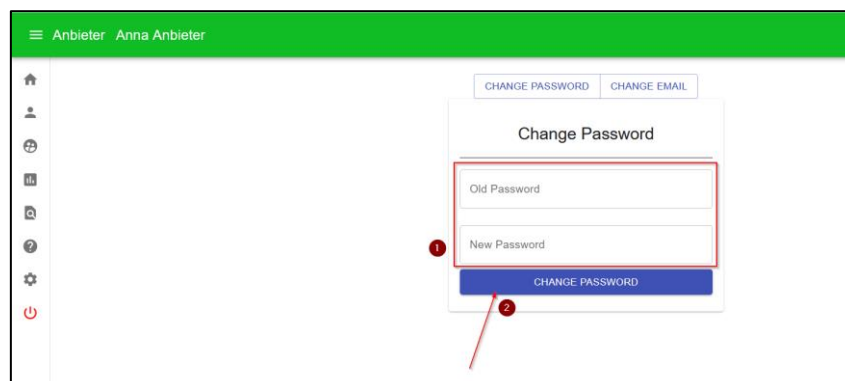 Anbieter Anna Anbieter
CHANGE PASSWORD CHANGE EMAIL
Change Password
Old Password
1
New Password
CHANGE PASSWORD
2